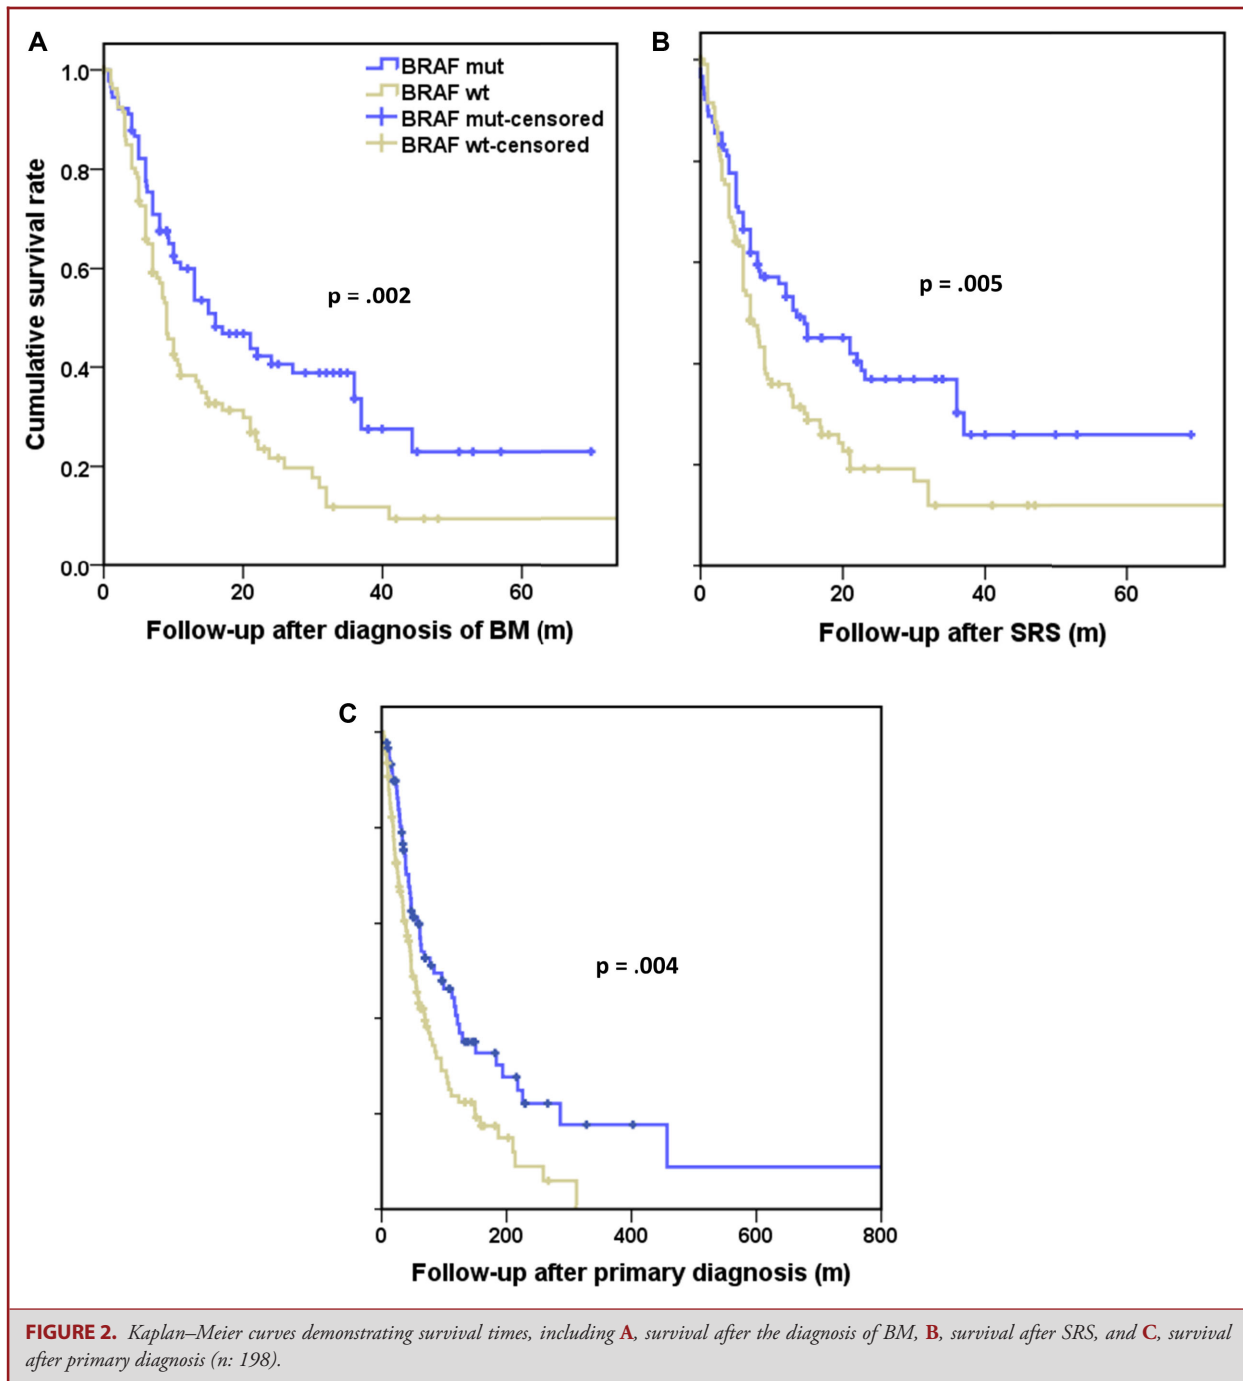 A
BRAF mut
BRAF wt
BRAF mut-censored
BRAF wt-censored
Cumulative survival rate
1.0
0.8
0.6
0.4
0.2
0.0
p = .002
0 20 40 60
Follow-up after diagnosis of BM (m)
B
p = .005
0 20 40 60
Follow-up after SRS (m)
C
p = .004
0 200 400 600 800
Follow-up after primary diagnosis (m)
FIGURE 2. Kaplan–Meier curves demonstrating survival times, including A, survival after the diagnosis of BM, B, survival after SRS, and C, survival
after primary diagnosis (n: 198).